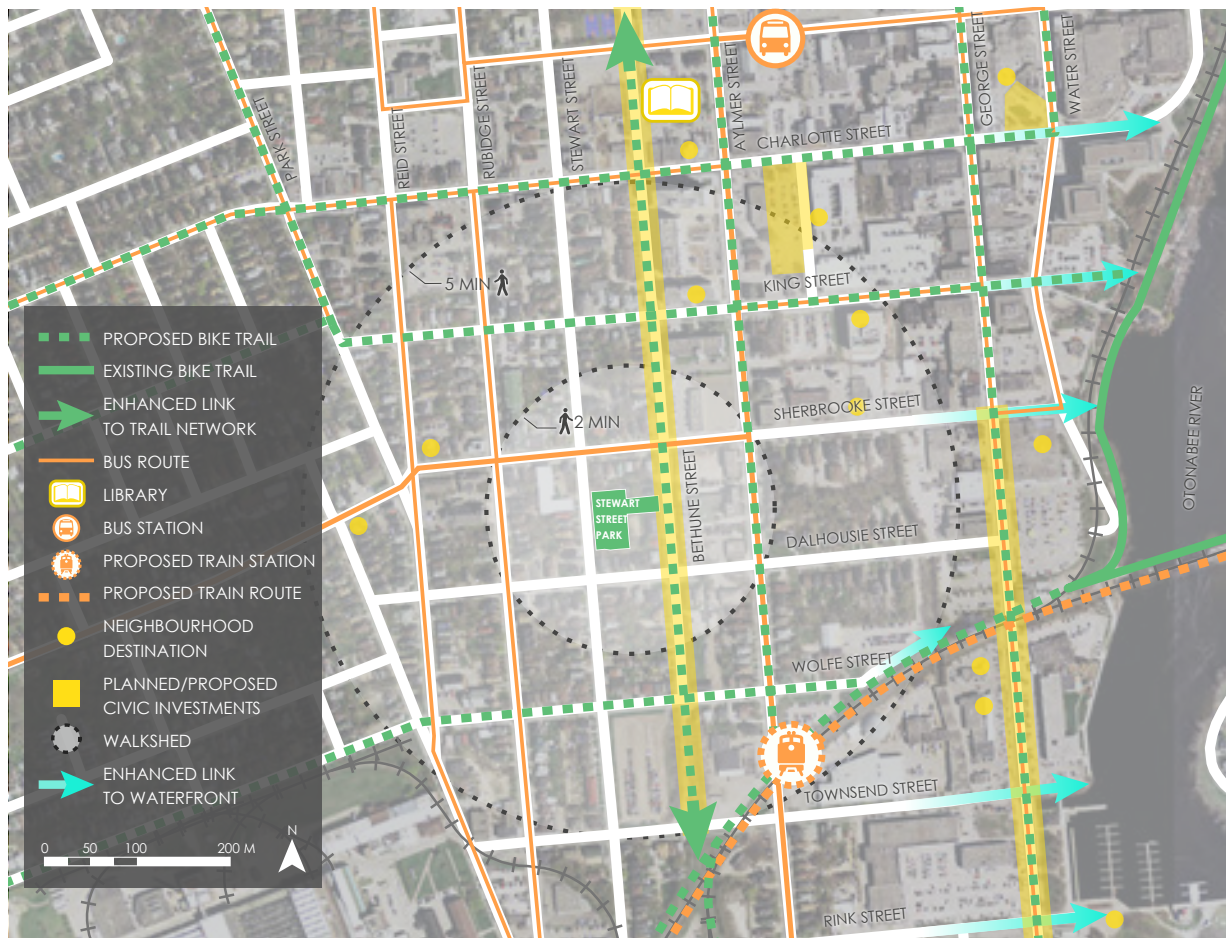 PARK STREET
REID STREET
RUBIDGE STREET
STEWART STREET
AYLMER STREET
GEORGE STREET
WATER STREET
CHARLOTTE STREET
5 MIN
KING STREET
2 MIN
SHERBROOKE STREET
STEWART
STREET
PARK
BETHUNE STREET
DALHOUSIE STREET
OTONABEE RIVER
WOLFE STREET
TOWNSEND STREET
RINK STREET
PROPOSED BIKE TRAIL
EXISTING BIKE TRAIL
ENHANCED LINK
TO TRAIL NETWORK
BUS ROUTE
LIBRARY
BUS STATION
PROPOSED TRAIN STATION
PROPOSED TRAIN ROUTE
NEIGHBOURHOOD
DESTINATION
PLANNED/PROPOSED
CIVIC INVESTMENTS
WALKSHED
ENHANCED LINK
TO WATERFRONT
0 50 100 200 M
N